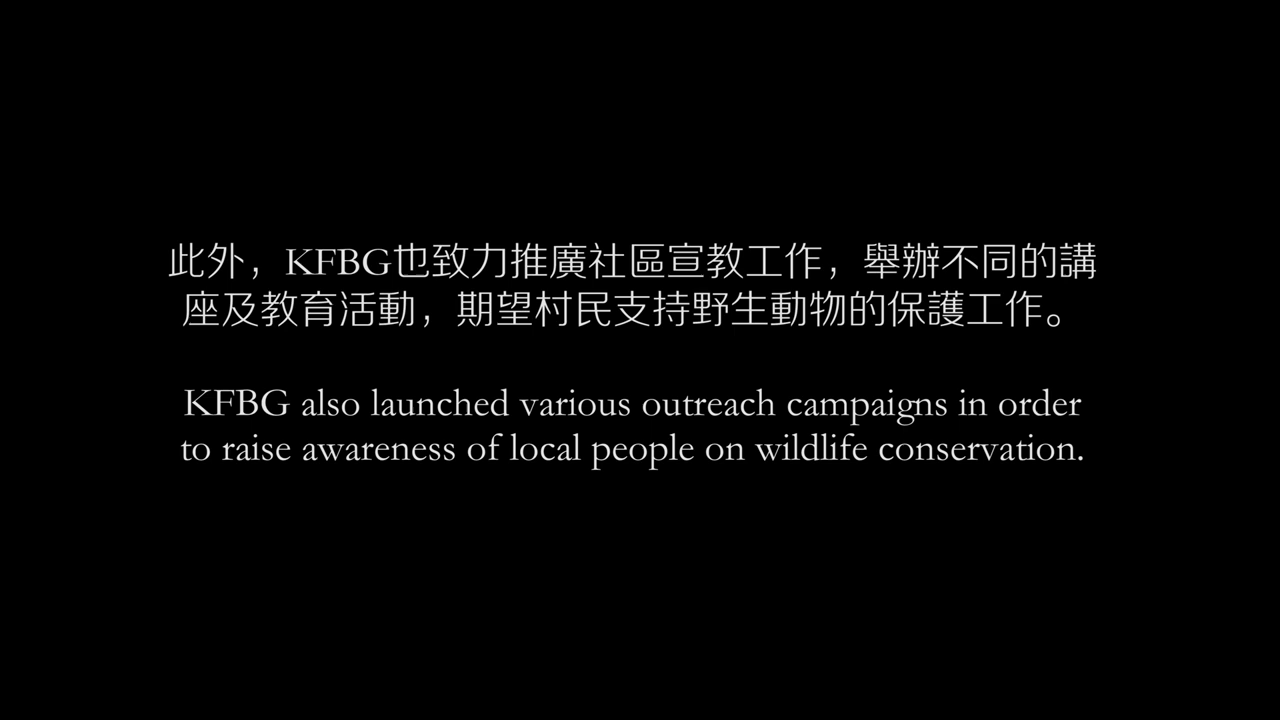 此外，KFBG也致力推廣社區宣教工作，舉辦不同的講
座及教育活動，期望村民支持野生動物的保護工作。
KFBG also launched various outreach campaigns in order
to raise awareness of local people on wildlife conservation.